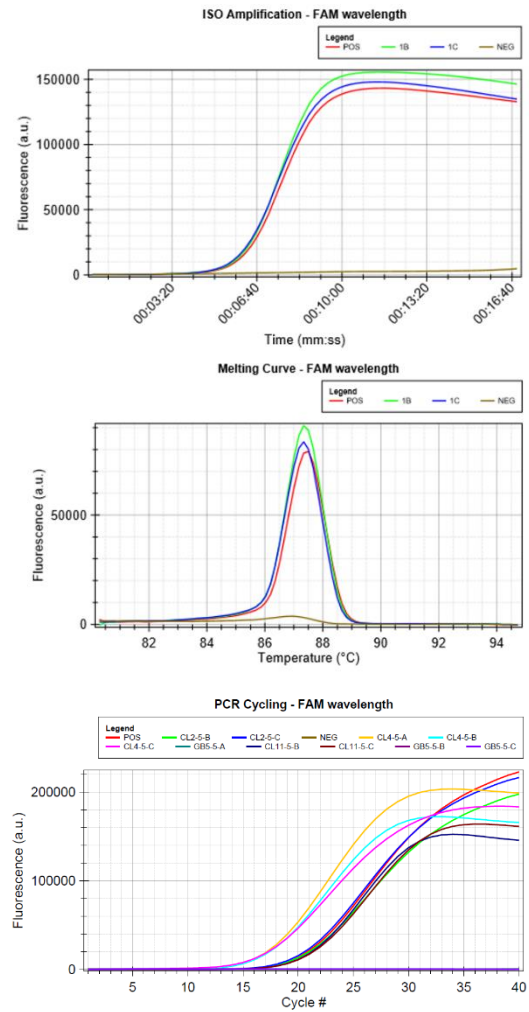 ISO Amplification - FAM wavelength
Legend
POS 1B 1C NEG
Fluorescence (a.u.)
150000
100000
50000
0
00:03:20 00:06:40 00:10:00 00:13:20 00:16:40
Time (mm:ss)
Melting Curve - FAM wavelength
Legend
POS 1B 1C NEG
Fluorescence (a.u.)
50000
0
82 84 86 88 90 92 94
Temperature (°C)
PCR Cycling - FAM wavelength
Legend
POS CL2-5-B CL2-5-C NEG CL4-5-A CL4-5-B
CL4-5-C GB5-5-A CL11-5-B CL11-5-C GB5-5-B GB5-5-C
Fluorescence (a.u.)
200000
100000
0
5 10 15 20 25 30 35 40
Cycle #